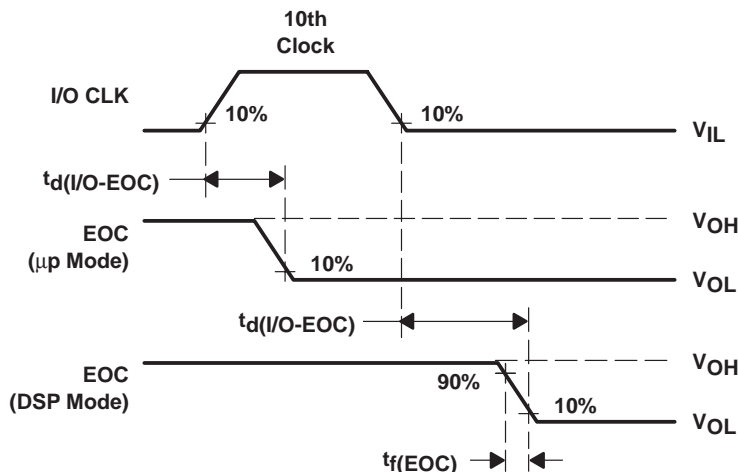 10th
Clock
I/O CLK
10%
10%
VIL
td(I/O-EOC)
EOC
(μp Mode)
VOH
10%
VOL
td(I/O-EOC)
EOC
(DSP Mode)
VOH
90%
10%
VOL
tf(EOC)